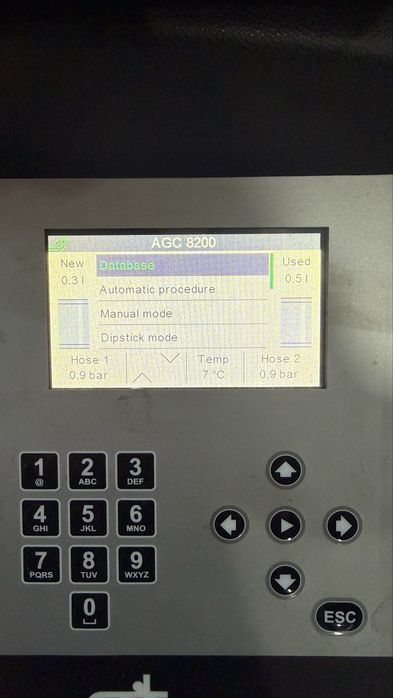 AGC 8200
New
0.3 l
Database
Automatic procedure
Manual mode
Dipstick mode
Used
0.5 l
Hose 1
0.9 bar
Temp
7 °C
Hose 2
0.9 bar
1
@
2
ABC
3
DEF
4
GHI
5
JKL
6
MNO
7
PQRS
8
TUV
9
WXYZ
0
ESC